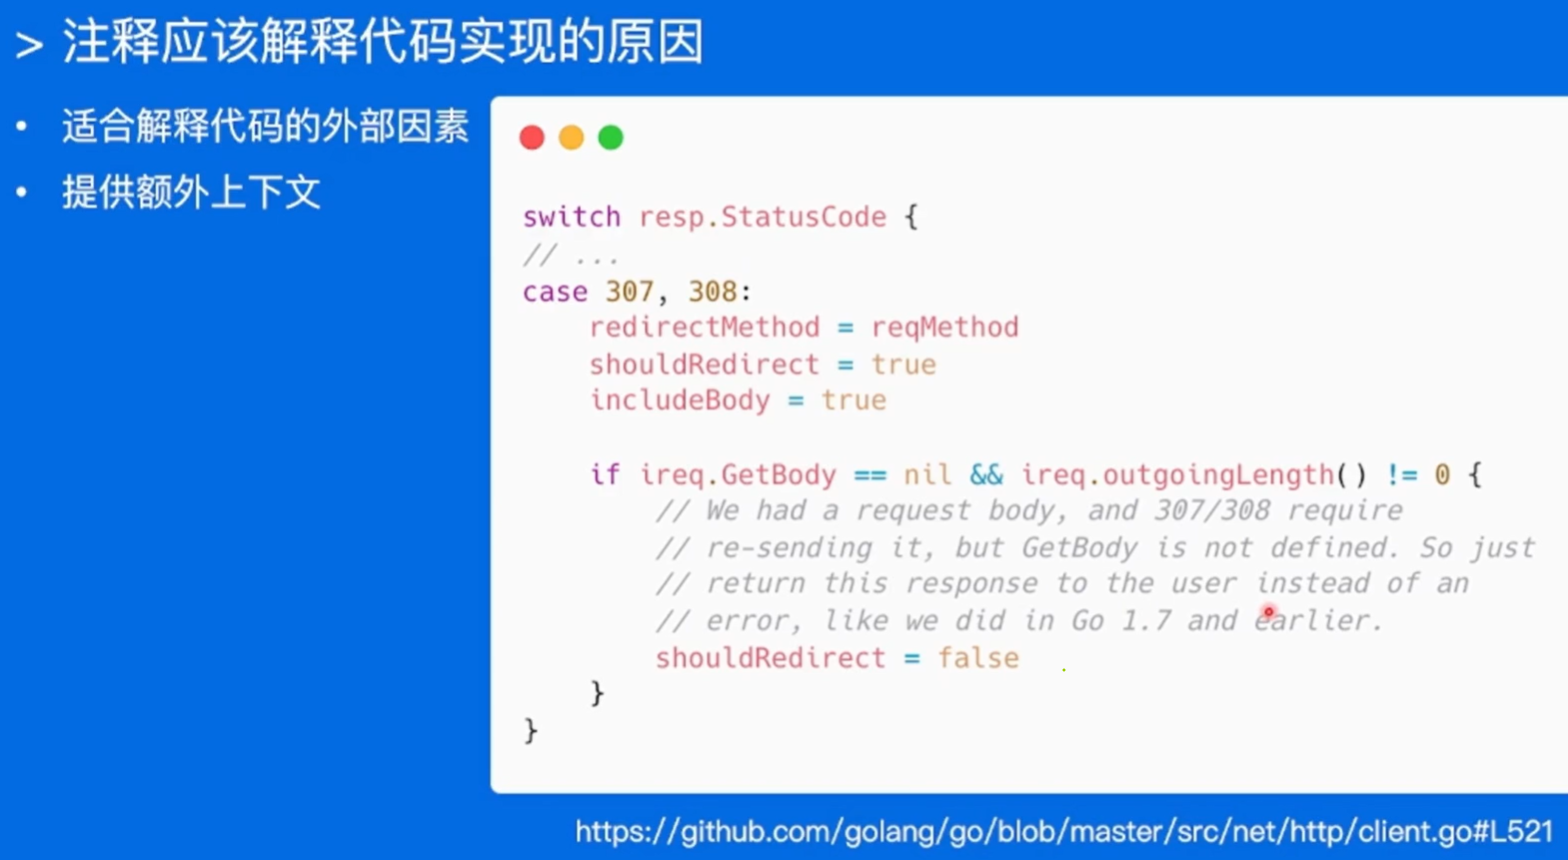 > 注释应该解释代码实现的原因
• 适合解释代码的外部因素
• 提供额外上下文
switch resp.StatusCode {
// ...
case 307, 308:
    redirectMethod = reqMethod
    shouldRedirect = true
    includeBody = true

    if ireq.GetBody == nil && ireq.outgoingLength() != 0 {
        // We had a request body, and 307/308 require
        // re-sending it, but GetBody is not defined. So just
        // return this response to the user instead of an
        // error, like we did in Go 1.7 and earlier.
        shouldRedirect = false
    }
}
https://github.com/golang/go/blob/master/src/net/http/client.go#L521